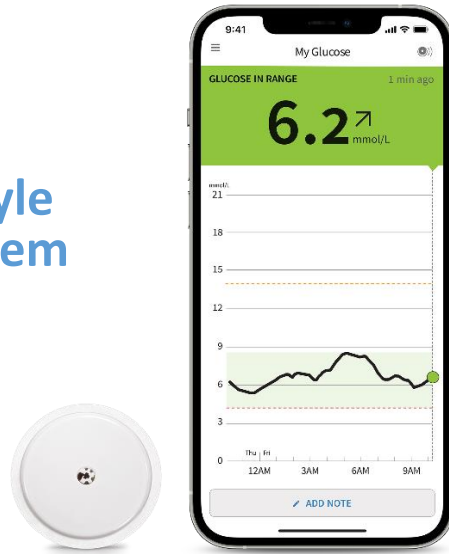 yle
em
9:41
My Glucose
GLUCOSE IN RANGE
1 min ago
6.2
mmol/L
mmol/L
21
18
15
12
9
6
3
0
Thu Fri
12AM 3AM 6AM 9AM
ADD NOTE